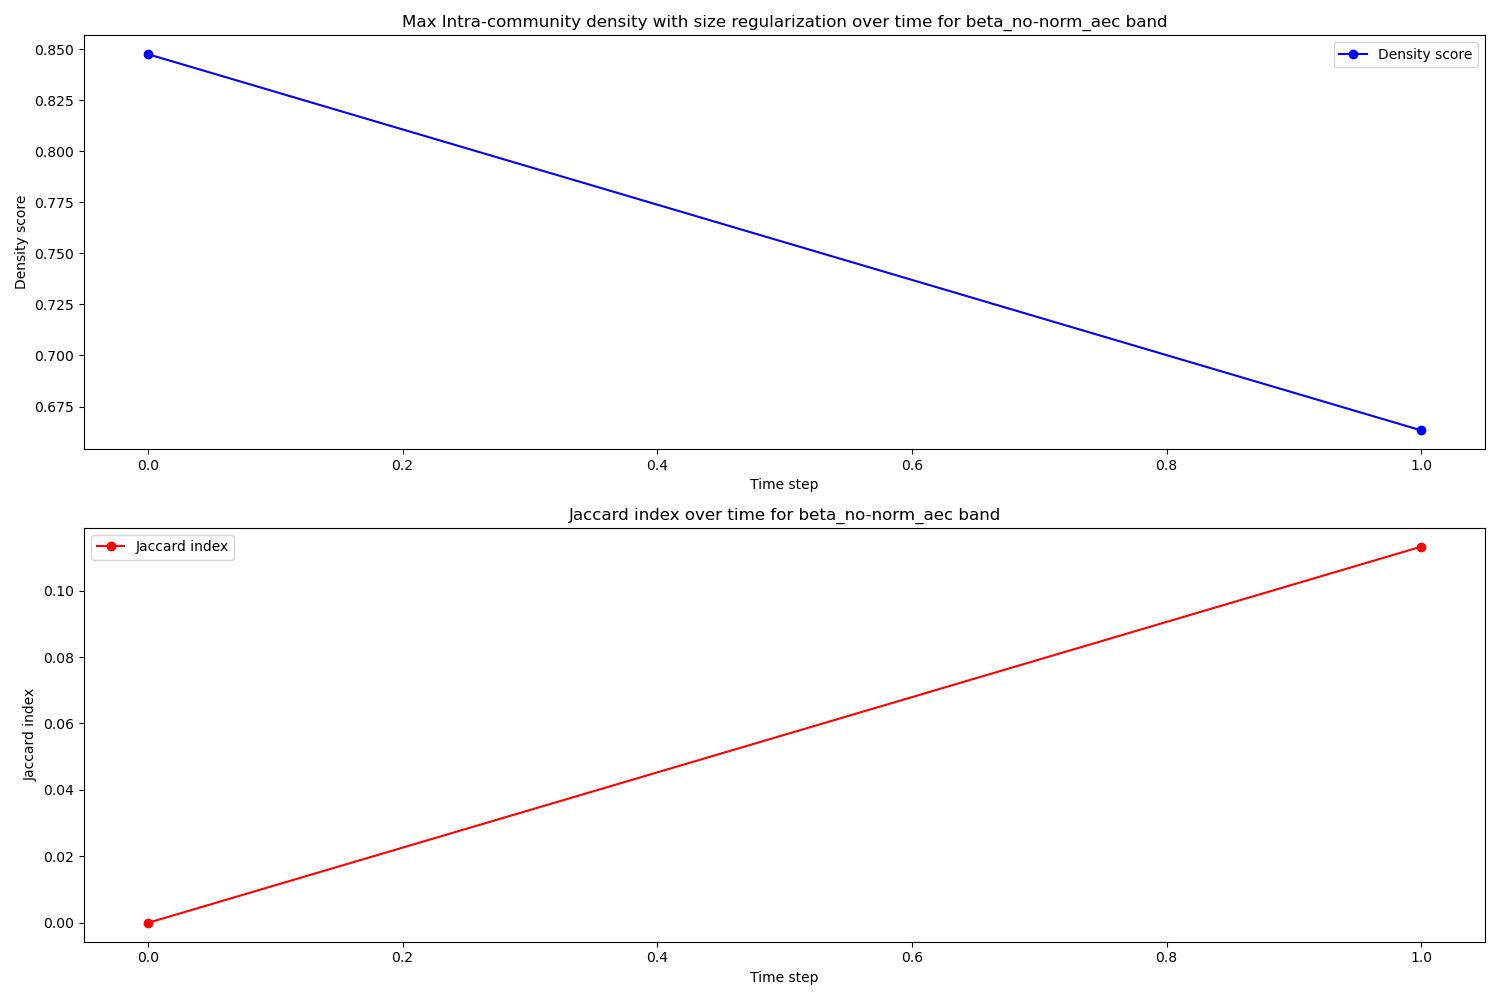 Max Intra-community density with size regularization over time for beta_no-norm_aec band
Density score
0.850
0.825
0.800
0.775
0.750
0.725
0.700
0.675
Density score
0.0 0.2 0.4 0.6 0.8 1.0
Time step
Jaccard index over time for beta_no-norm_aec band
Jaccard index
0.10
0.08
0.06
0.04
0.02
0.00
Jaccard index
0.0 0.2 0.4 0.6 0.8 1.0
Time step